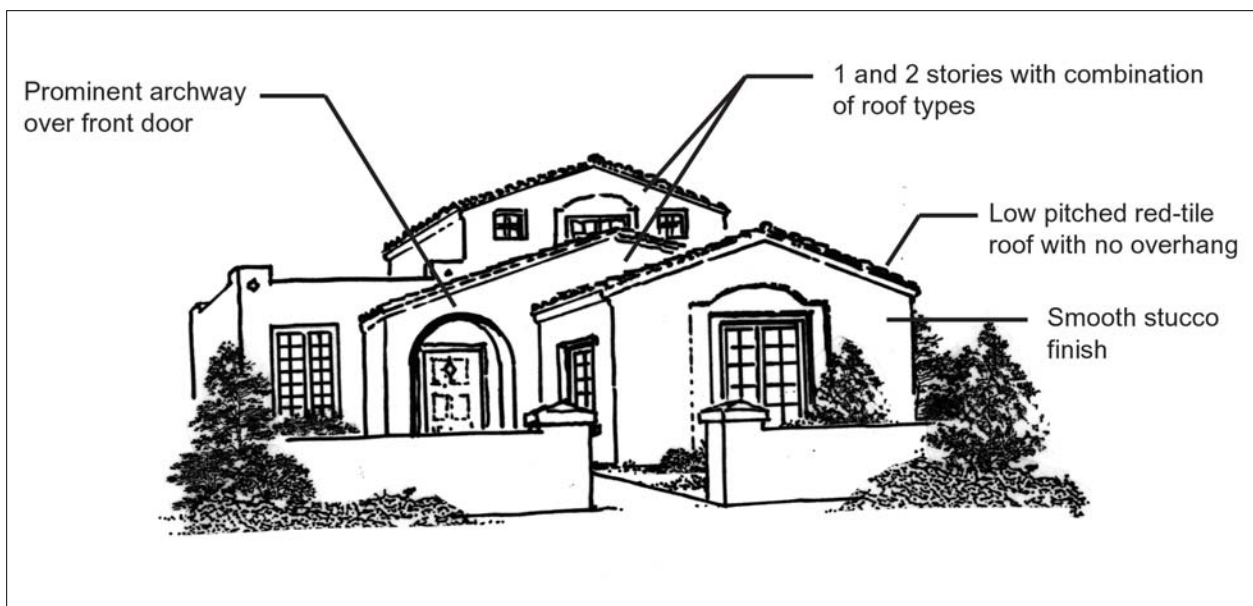 Prominent archway
over front door
1 and 2 stories with combination
of roof types
Low pitched red-tile
roof with no overhang
Smooth stucco
finish